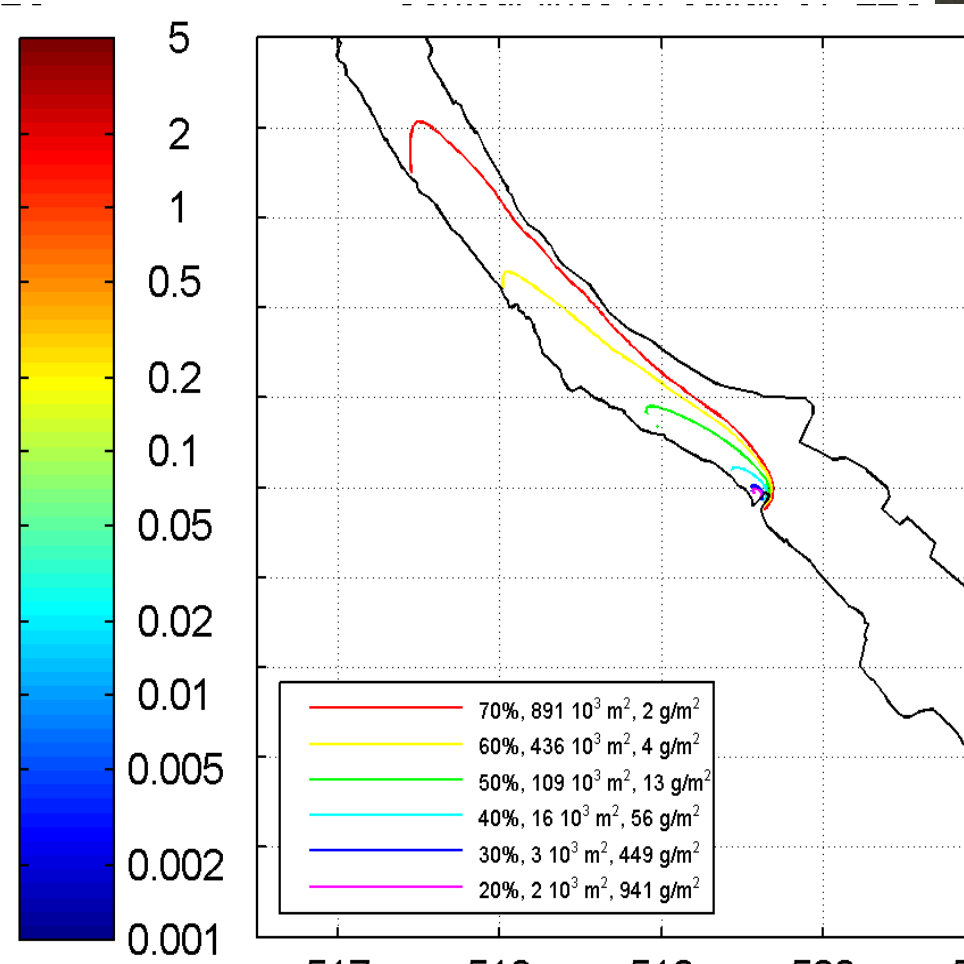 5
2
1
0.5
0.2
0.1
0.05
0.02
0.01
0.005
0.002
0.001
70%, 891 10³ m², 2 g/m²
60%, 436 10³ m², 4 g/m²
50%, 109 10³ m², 13 g/m²
40%, 16 10³ m², 56 g/m²
30%, 3 10³ m², 449 g/m²
20%, 2 10³ m², 941 g/m²